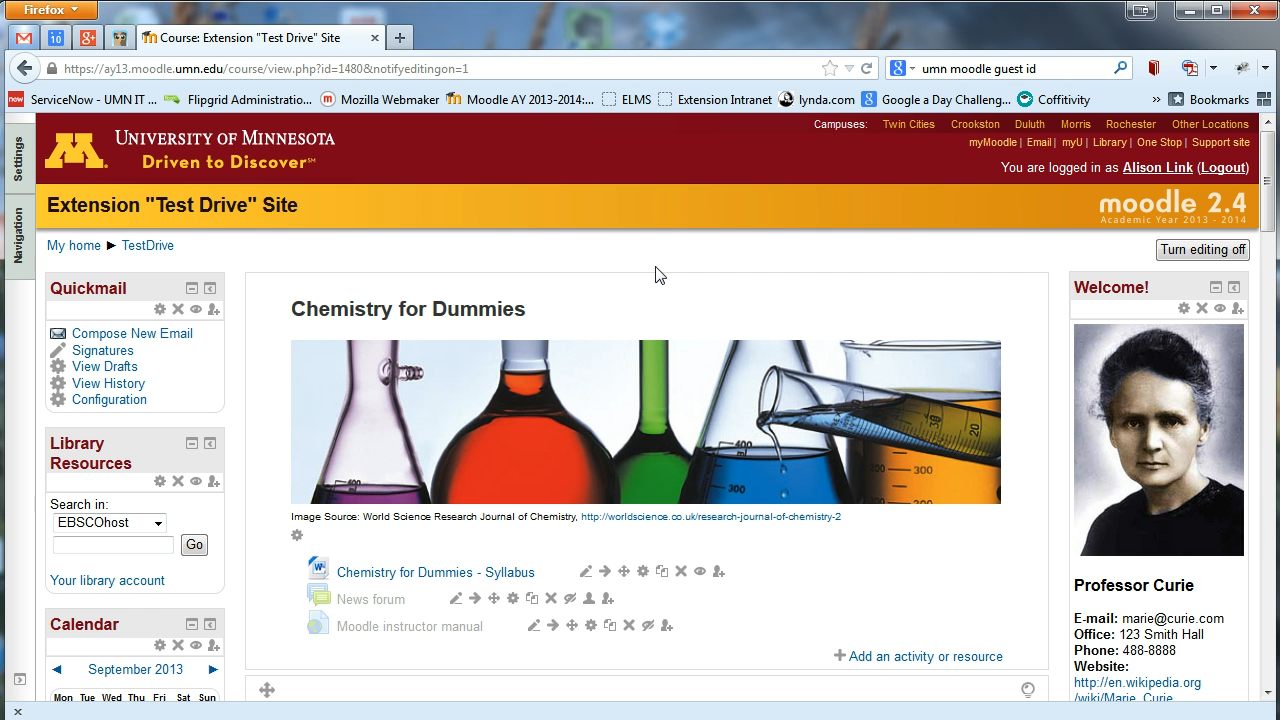 Firefox
Course: Extension "Test Drive" Site
https://ay13.moodle.umn.edu/course/view.php?id=1480&notifyeditingon=1
umn moodle guest id
ServiceNow - UMN IT ...
Flipgrid Administratio...
Mozilla Webmaker
Moodle AY 2013-2014:...
ELMS
Extension Intranet
lynda.com
Google a Day Challeng...
Coffitivity
» Bookmarks
Settings
Navigation
UNIVERSITY OF MINNESOTA
Driven to Discover℠
Campuses: Twin Cities Crookston Duluth Morris Rochester Other Locations
myMoodle | Email | myU | Library | One Stop | Support site
You are logged in as Alison Link (Logout)
Extension "Test Drive" Site
moodle 2.4
Academic Year 2013 - 2014
My home ► TestDrive
Turn editing off
Quickmail
Compose New Email
Signatures
View Drafts
View History
Configuration
Library
Resources
Search in:
EBSCOhost
Go
Your library account
Calendar
◄ September 2013 ►
Mon Tue Wed Thu Fri Sat Sun
Chemistry for Dummies
400
300
400
300
30
20
Image Source: World Science Research Journal of Chemistry, http://worldscience.co.uk/research-journal-of-chemistry-2
Chemistry for Dummies - Syllabus
News forum
Moodle instructor manual
Add an activity or resource
Welcome!
Professor Curie
E-mail: marie@curie.com
Office: 123 Smith Hall
Phone: 488-8888
Website:
http://en.wikipedia.org
/wiki/Marie_Curie